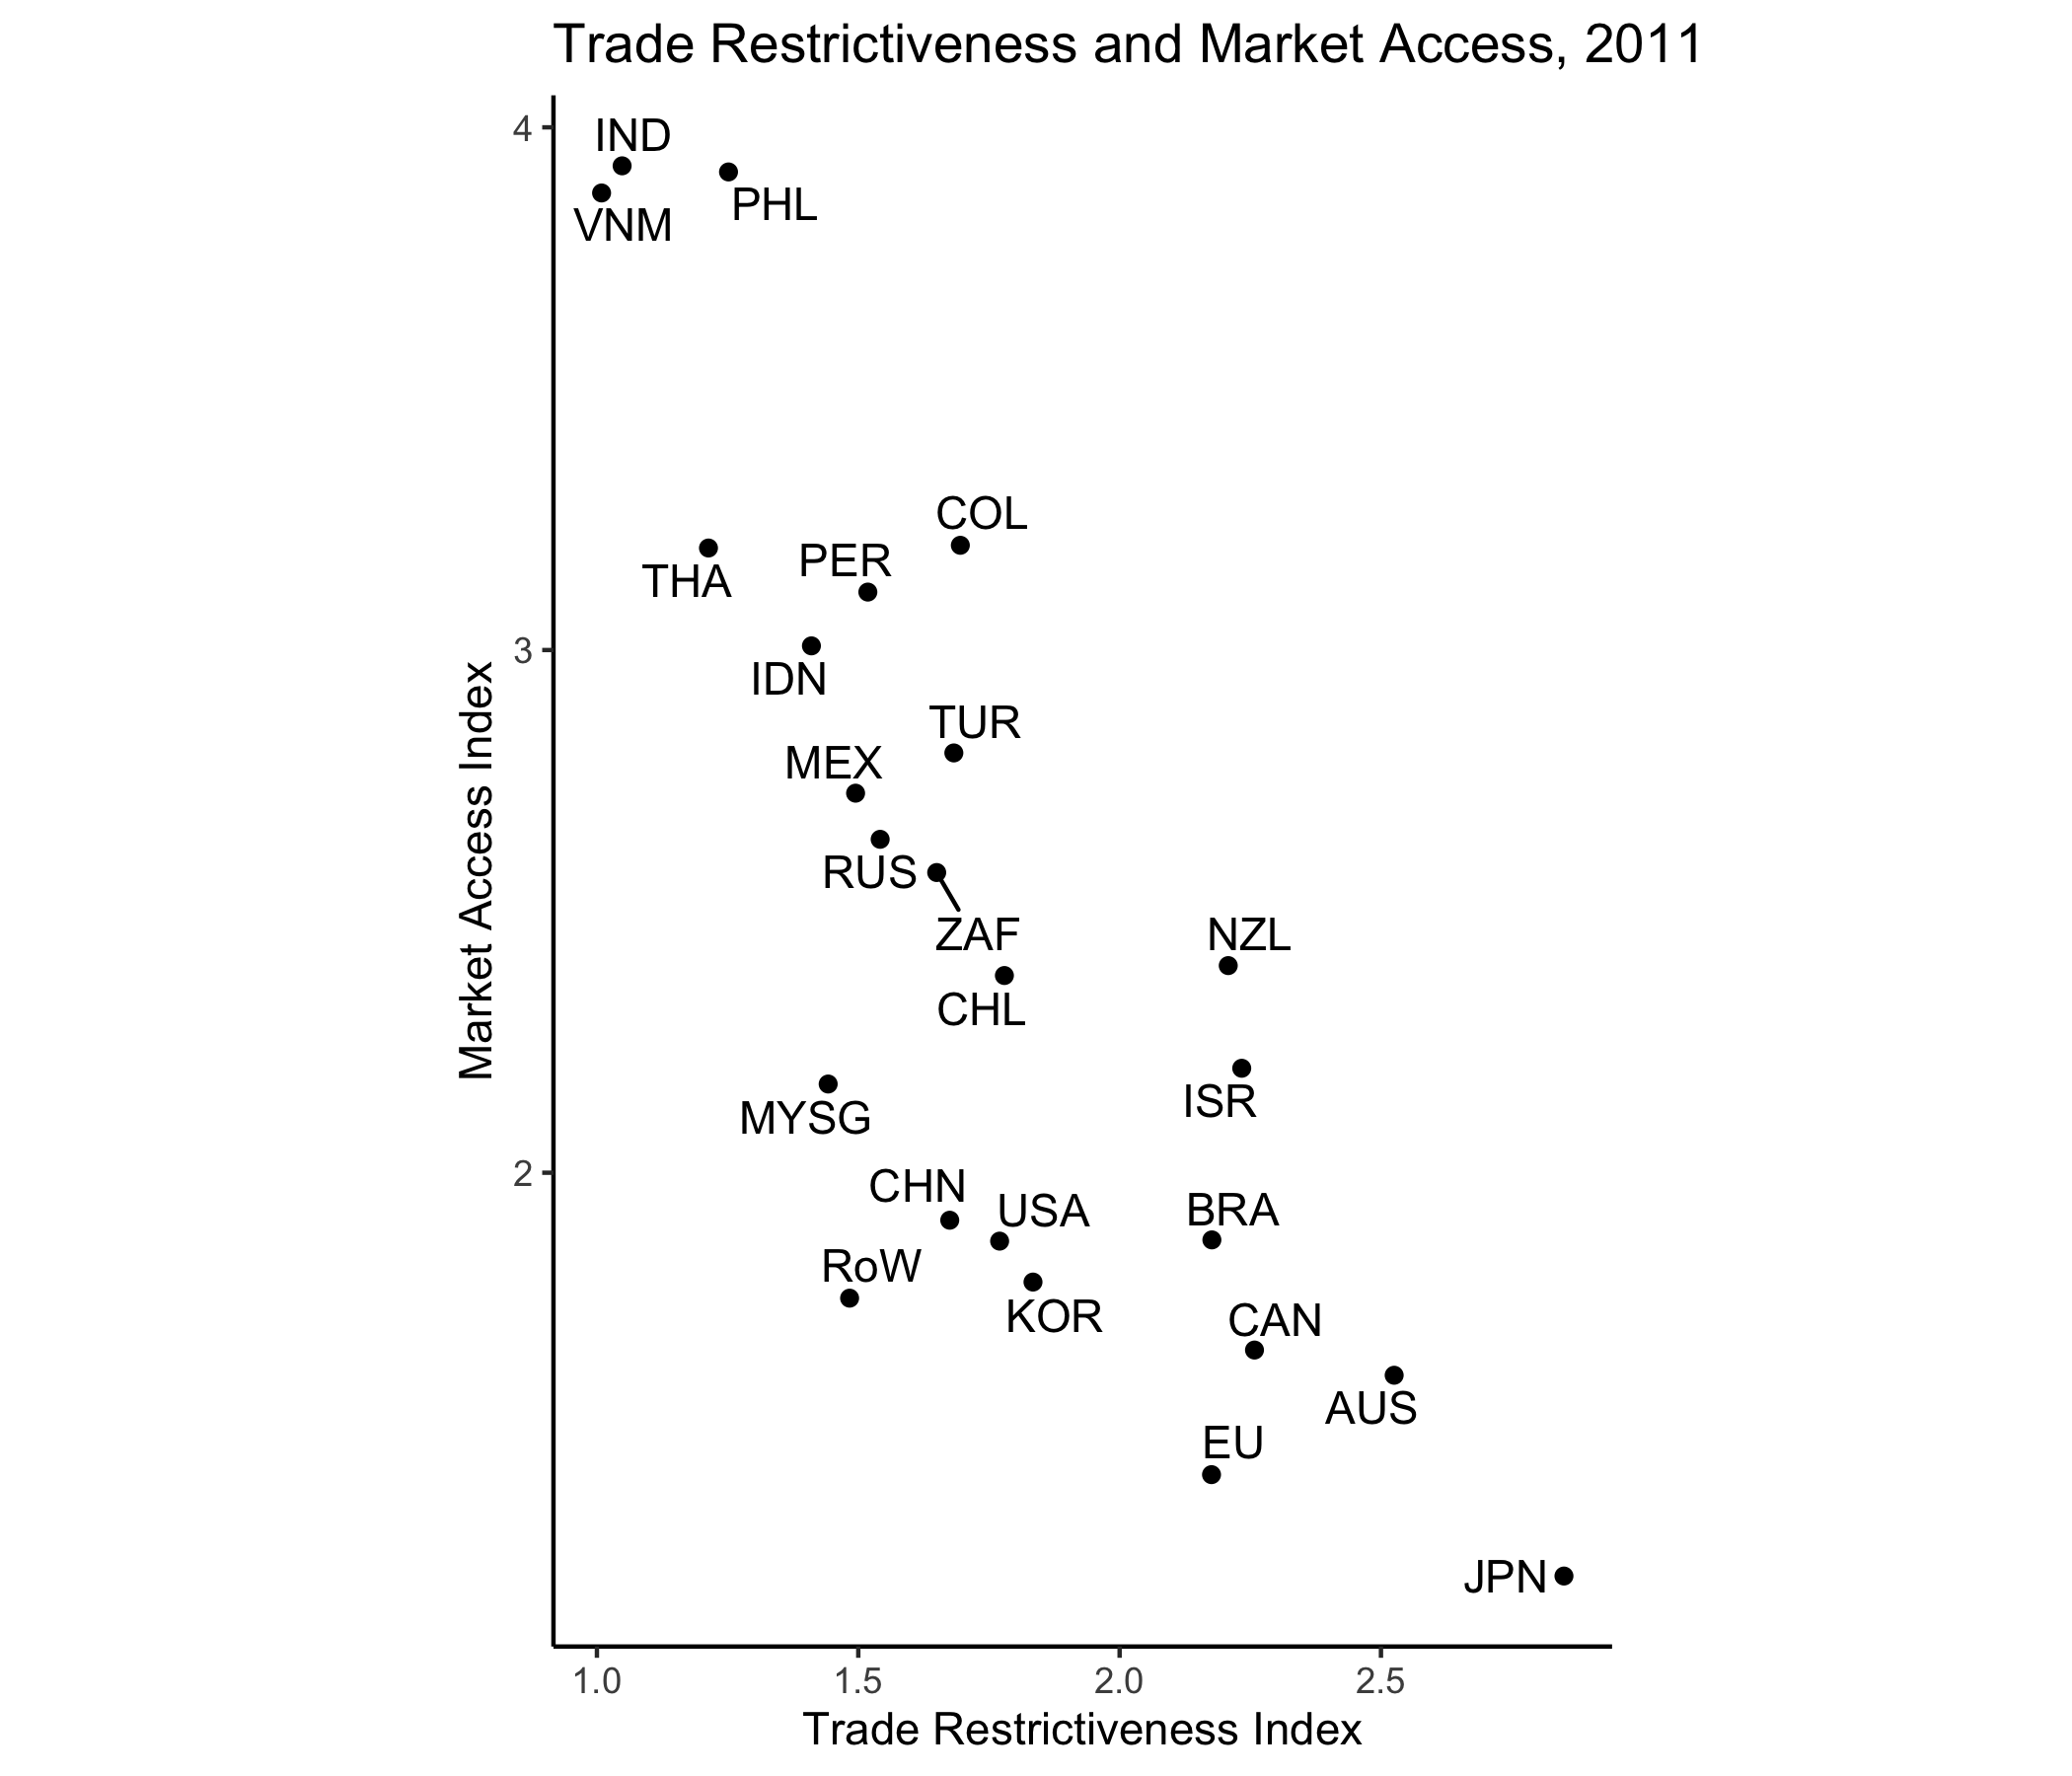 Trade Restrictiveness and Market Access, 2011
4
IND
VNM
PHL
COL
PER
THA
3
IDN
TUR
MEX
RUS
ZAF
NZL
CHL
ISR
MYSG
2
CHN
USA
BRA
RoW
KOR
CAN
AUS
EU
JPN
Market Access Index
1.0 1.5 2.0 2.5
Trade Restrictiveness Index